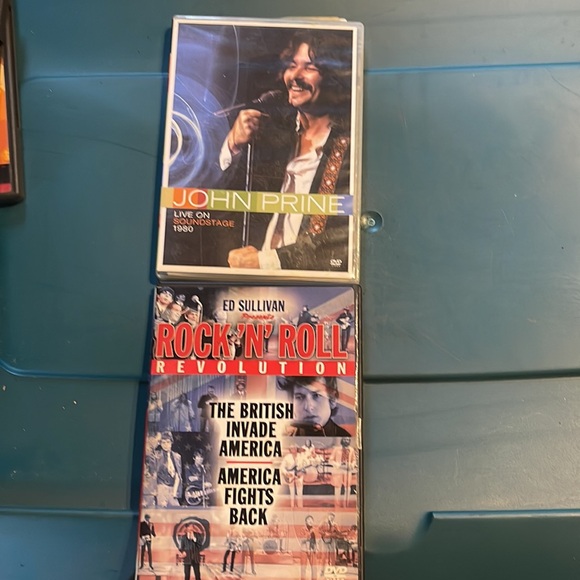 JOHN PRINE
LIVE ON
SOUNDSTAGE
1980
DVD
ED SULLIVAN
Presents
ROCK 'N' ROLL
REVOLUTION
THE BRITISH
INVADE
AMERICA
AMERICA
FIGHTS
BACK
DVD